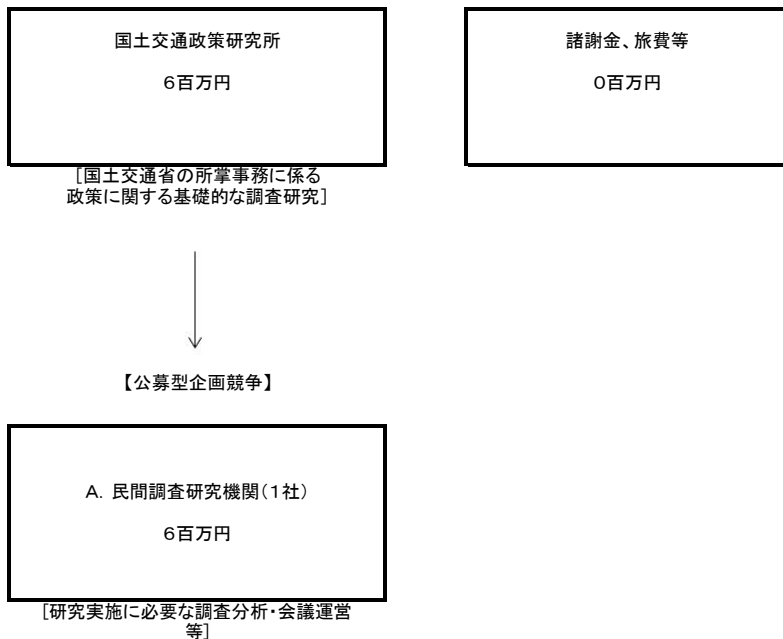 国土交通政策研究所
6百万円
諸謝金、旅費等
0百万円
[国土交通省の所掌事務に係る
政策に関する基礎的な調査研究]
【公募型企画競争】
A．民間調査研究機関（1社）
6百万円
[研究実施に必要な調査分析・会議運営
等]